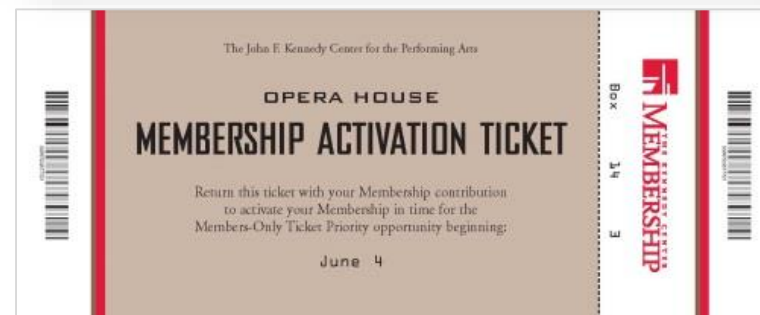 The John F. Kennedy Center for the Performing Arts
OPERA HOUSE
MEMBERSHIP ACTIVATION TICKET
Return this ticket with your Membership contribution
to activate your Membership in time for the
Members-Only Ticket Priority opportunity beginning:
June 4
Box 14 3
THE KENNEDY CENTER
MEMBERSHIP